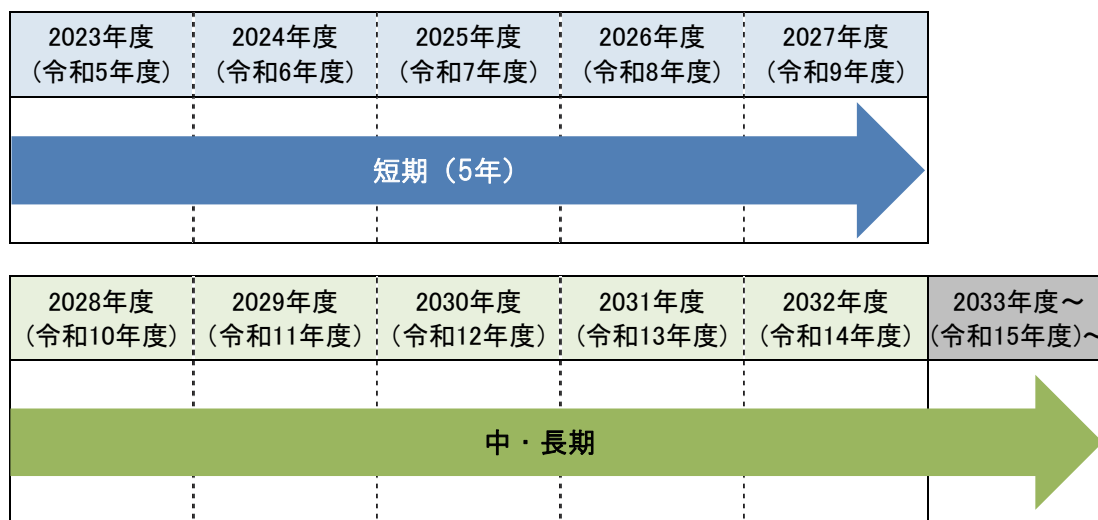 2023年度
（令和5年度）
2024年度
（令和6年度）
2025年度
（令和7年度）
2026年度
（令和8年度）
2027年度
（令和9年度）
短期（5年）
2028年度
（令和10年度）
2029年度
（令和11年度）
2030年度
（令和12年度）
2031年度
（令和13年度）
2032年度
（令和14年度）
2033年度～
（令和15年度）～
中・長期